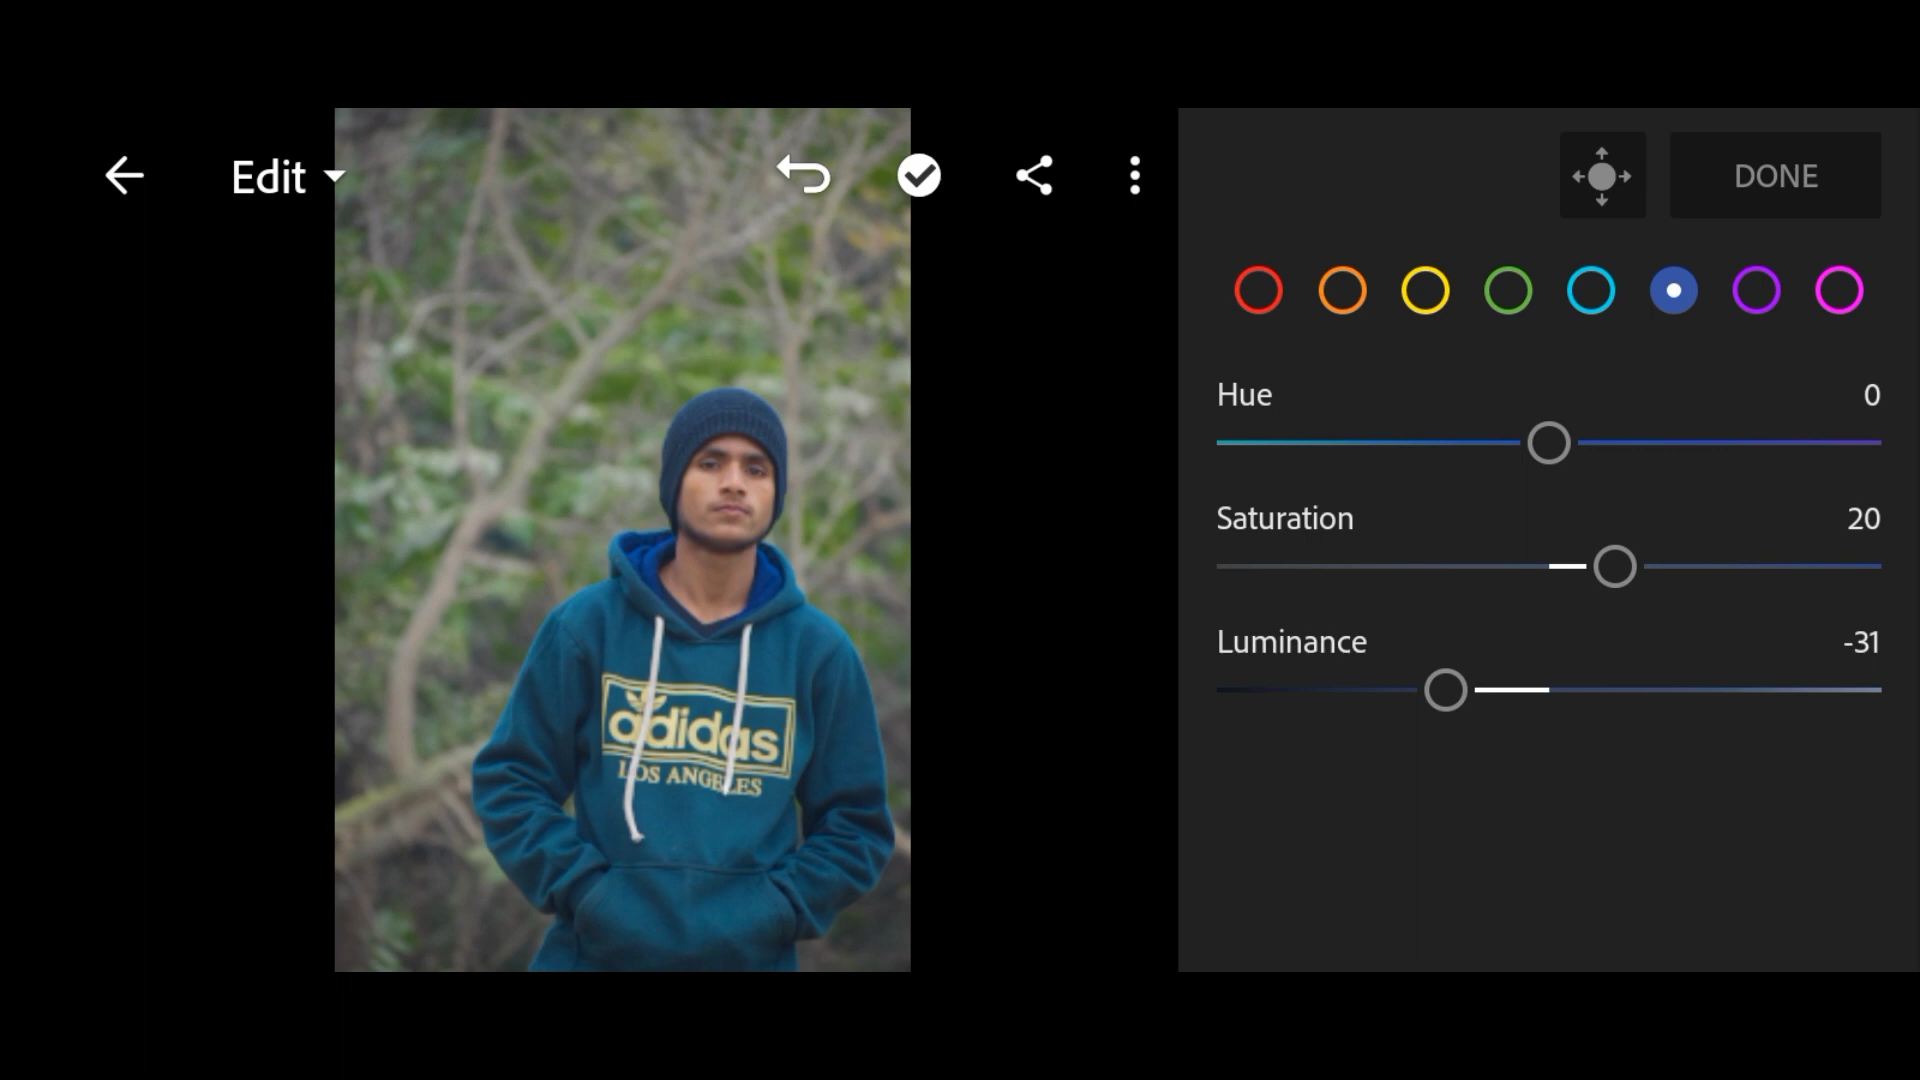 Edit
DONE
Hue 0
Saturation 20
Luminance -31
adidas
LOS ANGELES